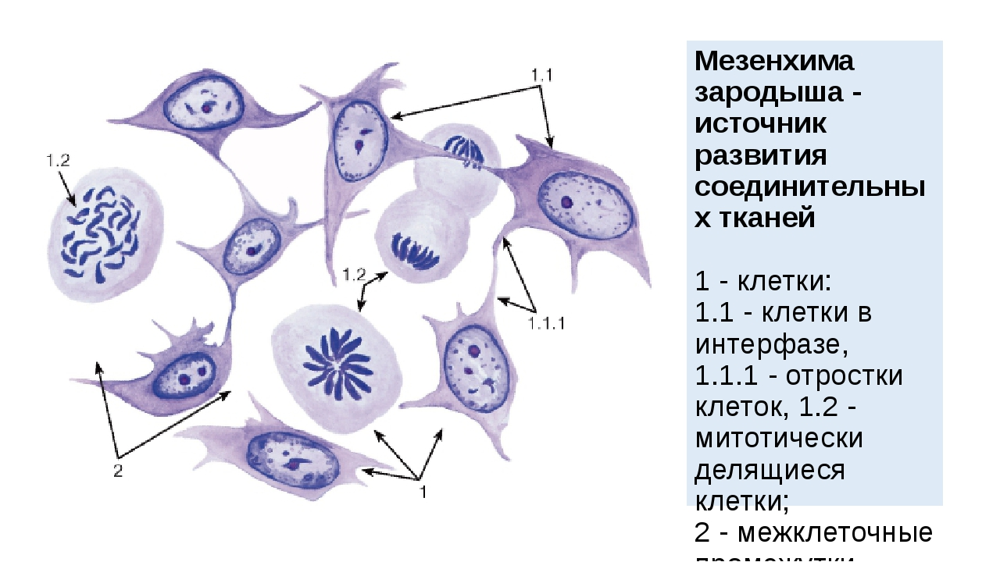 1.1
1.2
1.2
1.1.1
2
1
Мезенхима
зародыша -
источник
развития
соединительны
х тканей
1 - клетки:
1.1 - клетки в
интерфазе,
1.1.1 - отростки
клеток, 1.2 -
митотически
делящиеся
клетки;
2 - межклеточные
промежутки